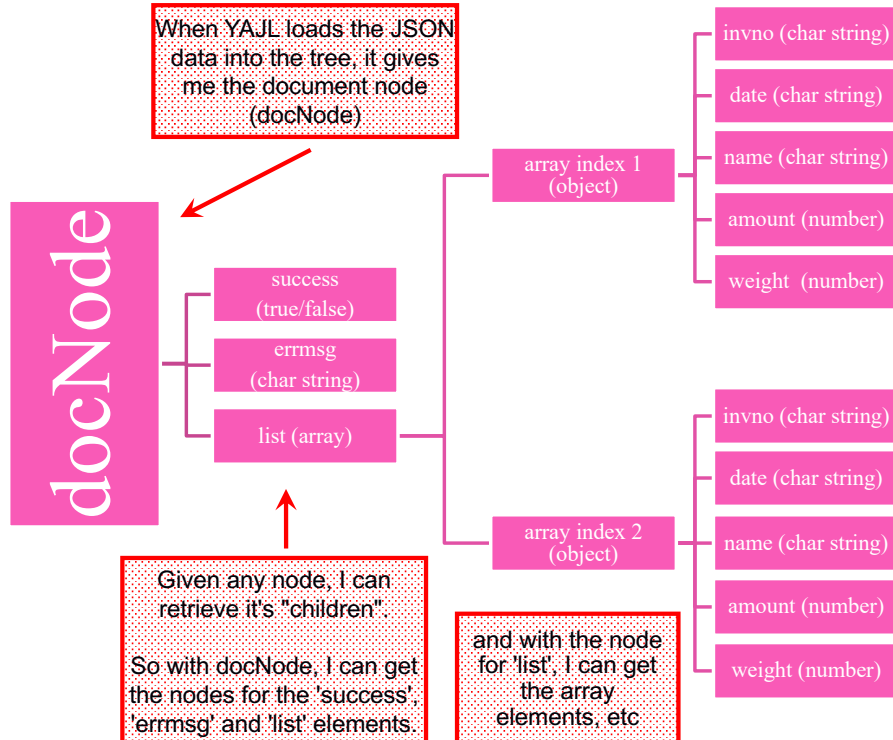 When YAJL loads the JSON
data into the tree, it gives
me the document node
(docNode)
docNode
success
(true/false)
errmsg
(char string)
list (array)
array index 1
(object)
invno (char string)
date (char string)
name (char string)
amount (number)
weight  (number)
array index 2
(object)
invno (char string)
date (char string)
name (char string)
amount (number)
weight (number)
Given any node, I can
retrieve it's "children".
So with docNode, I can get
the nodes for the 'success',
'errmsg' and 'list' elements.
and with the node
for 'list', I can get
the array
elements, etc